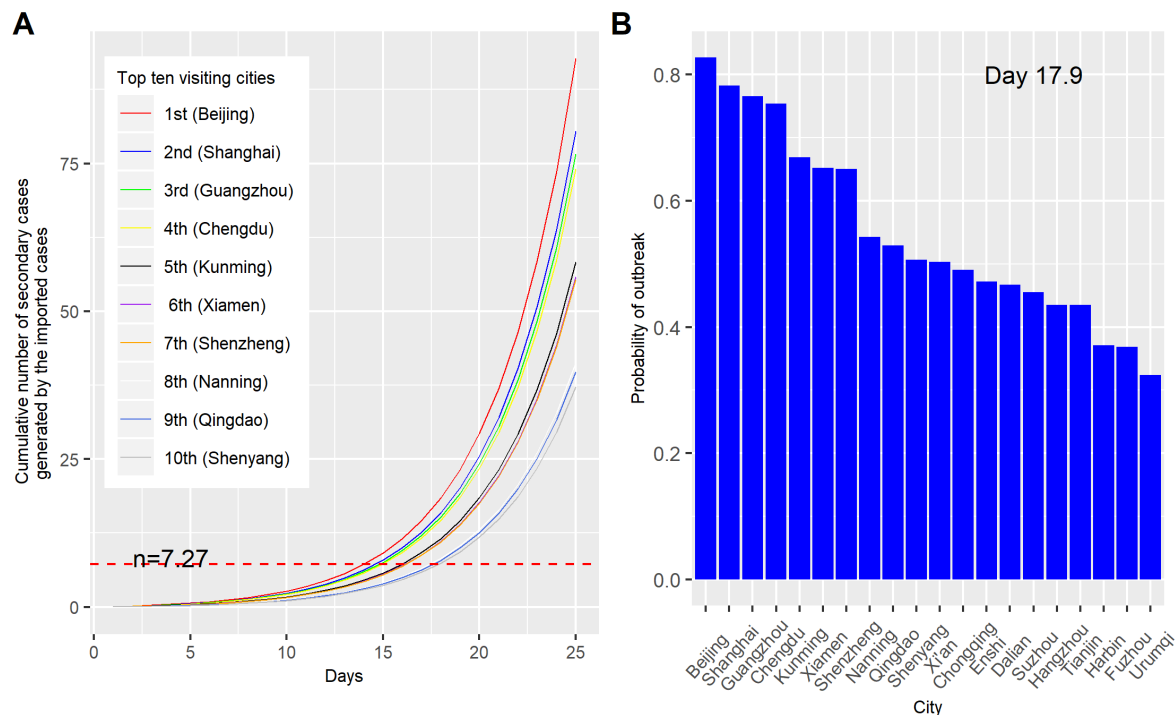 A
Top ten visiting cities
1st (Beijing)
2nd (Shanghai)
3rd (Guangzhou)
4th (Chengdu)
5th (Kunming)
6th (Xiamen)
7th (Shenzheng)
8th (Nanning)
9th (Qingdao)
10th (Shenyang)
n=7.27
Cumulative number of secondary cases
generated by the imported cases
75
50
25
0
0
5
10
15
20
25
Days
B
Day 17.9
Probability of outbreak
0.8
0.6
0.4
0.2
0.0
Beijing
Shanghai
Guangzhou
Chengdu
Kunming
Xiamen
Shenzheng
Nanning
Qingdao
Shenyang
Xi'an
Chongqing
Enshi
Dalian
Suzhou
Hangzhou
Tianjin
Harbin
Fuzhou
Urumqi
City